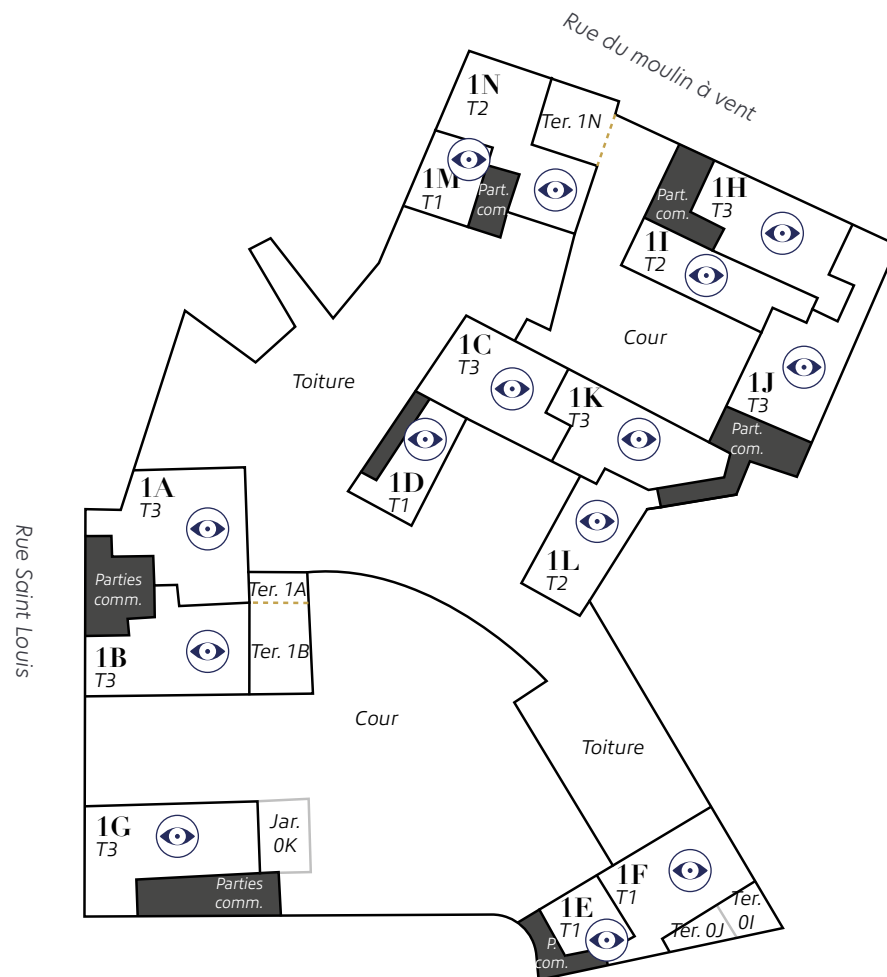 Rue du moulin à vent
1N
T2
Ter. 1N
1M
T1
Part.
com.
Part.
com.
1H
T3
1I
T2
Cour
1C
T3
Toiture
1K
T3
1J
T3
Part.
com.
1D
T1
1A
T3
1L
T2
Rue Saint Louis
Parties
comm.
Ter. 1A
Ter. 1B
1B
T3
Cour
Toiture
1G
T3
Jar.
0K
Parties
comm.
1F
T1
1E
T1
Ter. 0J
Ter.
0I
P.
com.